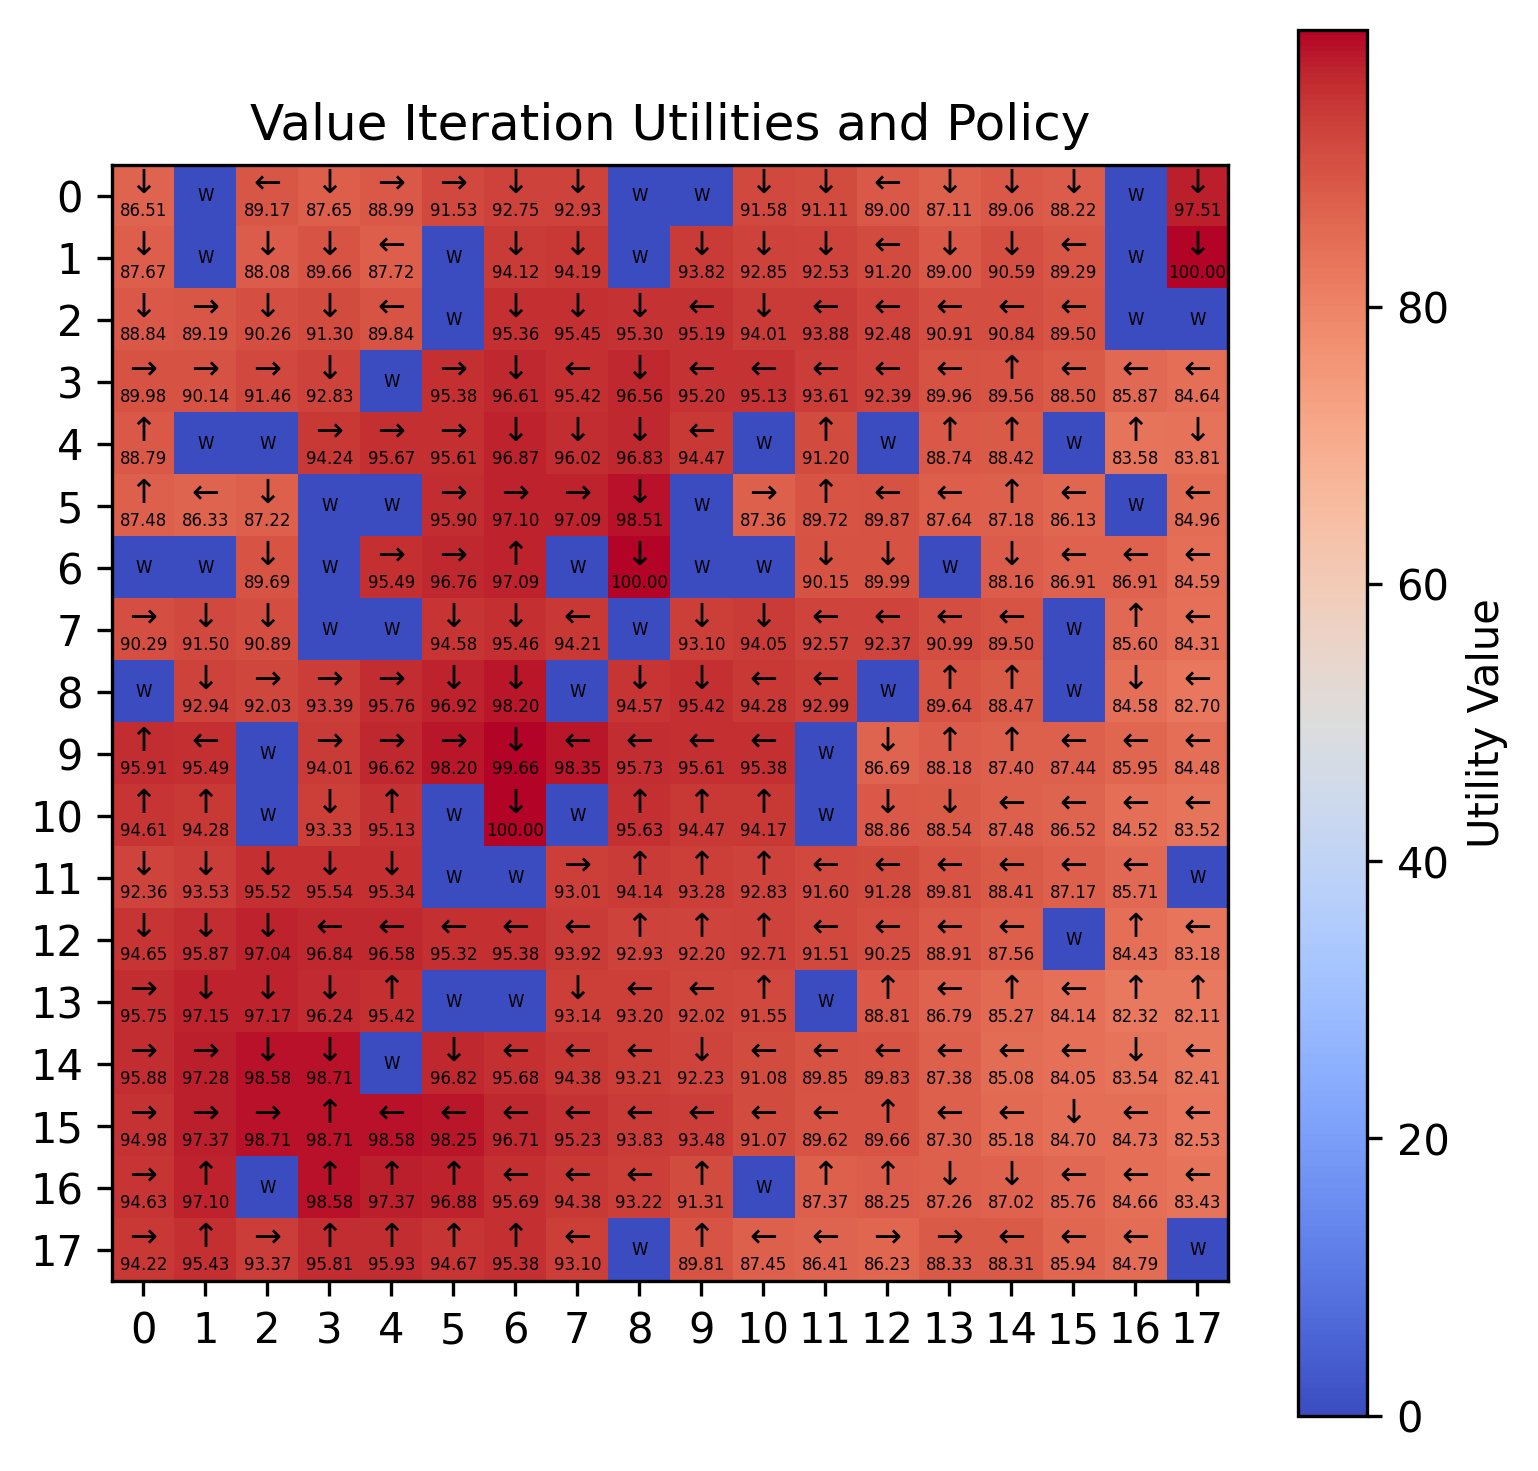 Value Iteration Utilities and Policy
0 ↓ W ← ↓ → → ↓ ↓ W W ↓ ↓ ← ↓ ↓ ↓ W ↓
86.51 89.17 87.65 88.99 91.53 92.75 92.93 91.58 91.11 89.00 87.11 89.06 88.22 97.51
1 ↓ W ↓ ↓ ← W ↓ ↓ W ↓ ↓ ↓ ← ↓ ↓ ← W ↓
87.67 88.08 89.66 87.72 94.12 94.19 93.82 92.85 92.53 91.20 89.00 90.59 89.29 100.00
2 ↓ → ↓ ↓ ← W ↓ ↓ ↓ ← ↓ ← ← ← ← ← W W
88.84 89.19 90.26 91.30 89.84 95.36 95.45 95.30 95.19 94.01 93.88 92.48 90.91 90.84 89.50
3 → → → ↓ W → ↓ ← ↓ ← ← ← ← ← ↑ ← ← ←
89.98 90.14 91.46 92.83 95.38 96.61 95.42 96.56 95.20 95.13 93.61 92.39 89.96 89.56 88.50 85.87 84.64
4 ↑ W W → → → ↓ ↓ ↓ ← W ↑ W ↑ ↑ W ↑ ↓
88.79 94.24 95.67 95.61 96.87 96.02 96.83 94.47 91.20 88.74 88.42 83.58 83.81
5 ↑ ← ↓ W W → → → ↓ W → ↑ ← ← ↑ ← W ←
87.48 86.33 87.22 95.90 97.10 97.09 98.51 87.36 89.72 89.87 87.64 87.18 86.13 84.96
6 W W ↓ W → → ↑ W ↓ W W ↓ ↓ W ↓ ← ← ←
89.69 95.49 96.76 97.09 100.00 90.15 89.99 88.16 86.91 86.91 84.59
7 → ↓ ↓ W W ↓ ↓ ← W ↓ ↓ ← ← ← ← W ↑ ←
90.29 91.50 90.89 94.58 95.46 94.21 93.10 94.05 92.57 92.37 90.99 89.50 85.60 84.31
8 W ↓ → → → ↓ ↓ W ↓ ↓ ← ← W ↑ ↑ W ↓ ←
92.94 92.03 93.39 95.76 96.92 98.20 94.57 95.42 94.28 92.99 89.64 88.47 84.58 82.70
9 ↑ ← W → → → ↓ ← ← ← ← W ↓ ↑ ↑ ← ← ←
95.91 95.49 94.01 96.62 98.20 99.66 98.35 95.73 95.61 95.38 86.69 88.18 87.40 87.44 85.95 84.48
10 ↑ ↑ W ↓ ↑ W ↓ W ↑ ↑ ↑ W ↓ ↓ ← ← ← ←
94.61 94.28 93.33 95.13 100.00 95.63 94.47 94.17 88.86 88.54 87.48 86.52 84.52 83.52
11 ↓ ↓ ↓ ↓ ↓ W W → ↑ ↑ ↑ ← ← ← ← ← ← W
92.36 93.53 95.52 95.54 95.34 93.01 94.14 93.28 92.83 91.60 91.28 89.81 88.41 87.17 85.71
12 ↓ ↓ ↓ ← ← ← ← ← ↑ ↑ ↑ ← ← ← ← W ↑ ←
94.65 95.87 97.04 96.84 96.58 95.32 95.38 93.92 92.93 92.20 92.71 91.51 90.25 88.91 87.56 84.43 83.18
13 → ↓ ↓ ↓ ↑ W W ↓ ← ← ↑ W ↑ ← ↑ ← ↑ ↑
95.75 97.15 97.17 96.24 95.42 93.14 93.20 92.02 91.55 88.81 86.79 85.27 84.14 82.32 82.11
14 → → ↓ ↓ W ↓ ← ← ← ↓ ← ← ← ← ← ← ↓ ←
95.88 97.28 98.58 98.71 96.82 95.68 94.38 93.21 92.23 91.08 89.85 89.83 87.38 85.08 84.05 83.54 82.41
15 → → → ↑ ← ← ← ← ← ← ← ← ↑ ← ← ↓ ← ←
94.98 97.37 98.71 98.71 98.58 98.25 96.71 95.23 93.83 93.48 91.07 89.62 89.66 87.30 85.18 84.70 84.73 82.53
16 → ↑ W ↑ ↑ ↑ ← ← ← ↑ W ↑ ↑ ↓ ↓ ← ← ←
94.63 97.10 98.58 97.37 96.88 95.69 94.38 93.22 91.31 87.37 88.25 87.26 87.02 85.76 84.66 83.43
17 → ↑ → ↑ ↑ ↑ ↑ ← W ↑ ← ← → → ← ← ← W
94.22 95.43 93.37 95.81 95.93 94.67 95.38 93.10 89.81 87.45 86.41 86.23 88.33 88.31 85.94 84.79
0 1 2 3 4 5 6 7 8 9 10 11 12 13 14 15 16 17
80
60
40
20
0
Utility Value